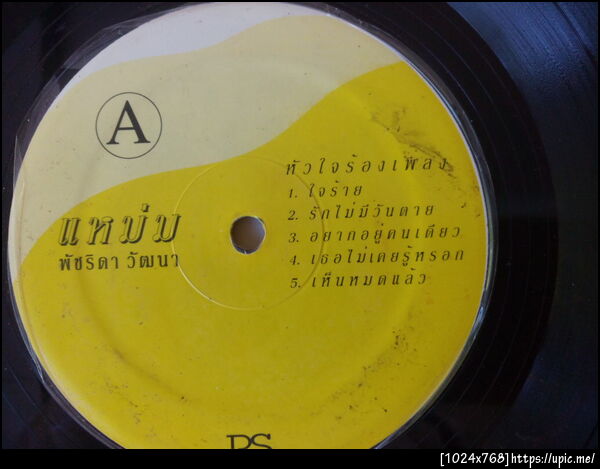 A
หัวใจร้องเพลง
1. ใจร้าย
2. รักไม่มีวันตาย
3. อยากอยู่คนเดียว
4. เธอไม่เคยรู้หรอก
5. เห็นหมดแล้ว
แหม่ม
พัชริดา วัฒนา
PS
[1024x768]https://upic.me/